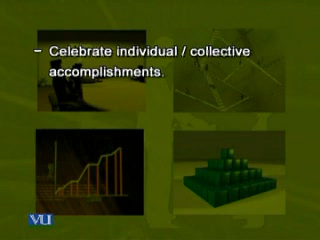 – Celebrate individual / collective
accomplishments.
VU